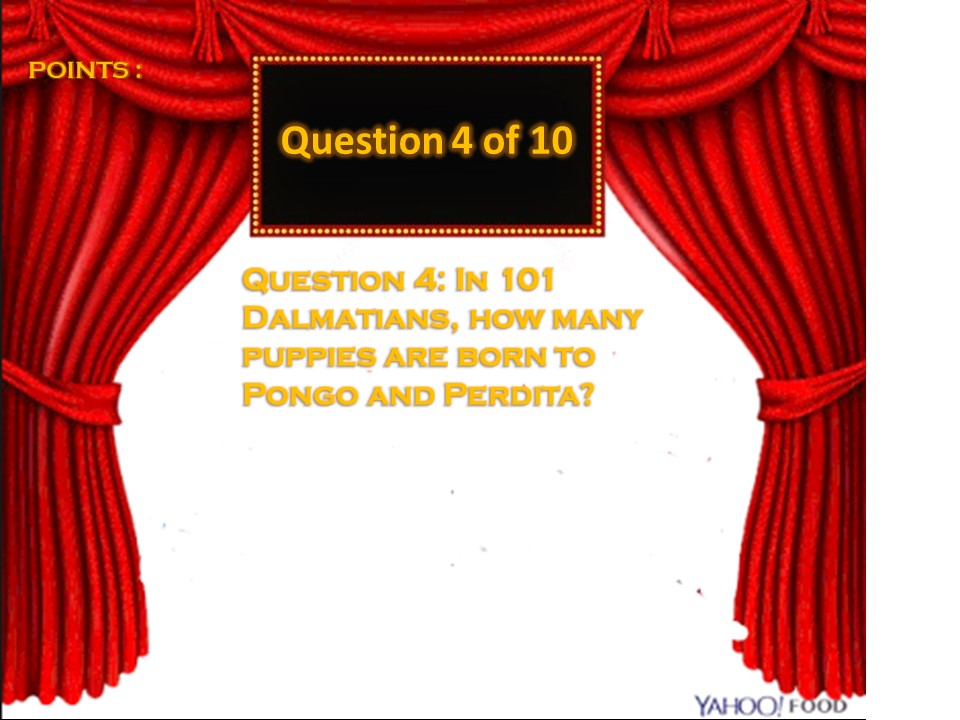 POINTS :
Question 4 of 10
Question 4: In 101
Dalmatians, how many
puppies are born to
Pongo and Perdita?
YAHOO! FOOD